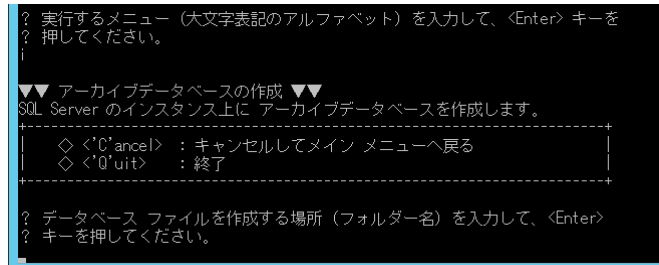 ? 実行するメニュー（大文字表記のアルファベット）を入力して、<Enter> キーを
? 押してください。
i
▼▼ アーカイブデータベースの作成 ▼▼
SQL Server のインスタンス上に アーカイブデータベースを作成します。
+----------------------------------------------------------------------+
| ◇ <'C'ancel> : キャンセルしてメイン メニューへ戻る |
| ◇ <'Q'uit> : 終了 |
+----------------------------------------------------------------------+
? データベース ファイルを作成する場所（フォルダー名）を入力して、<Enter>
? キーを押してください。